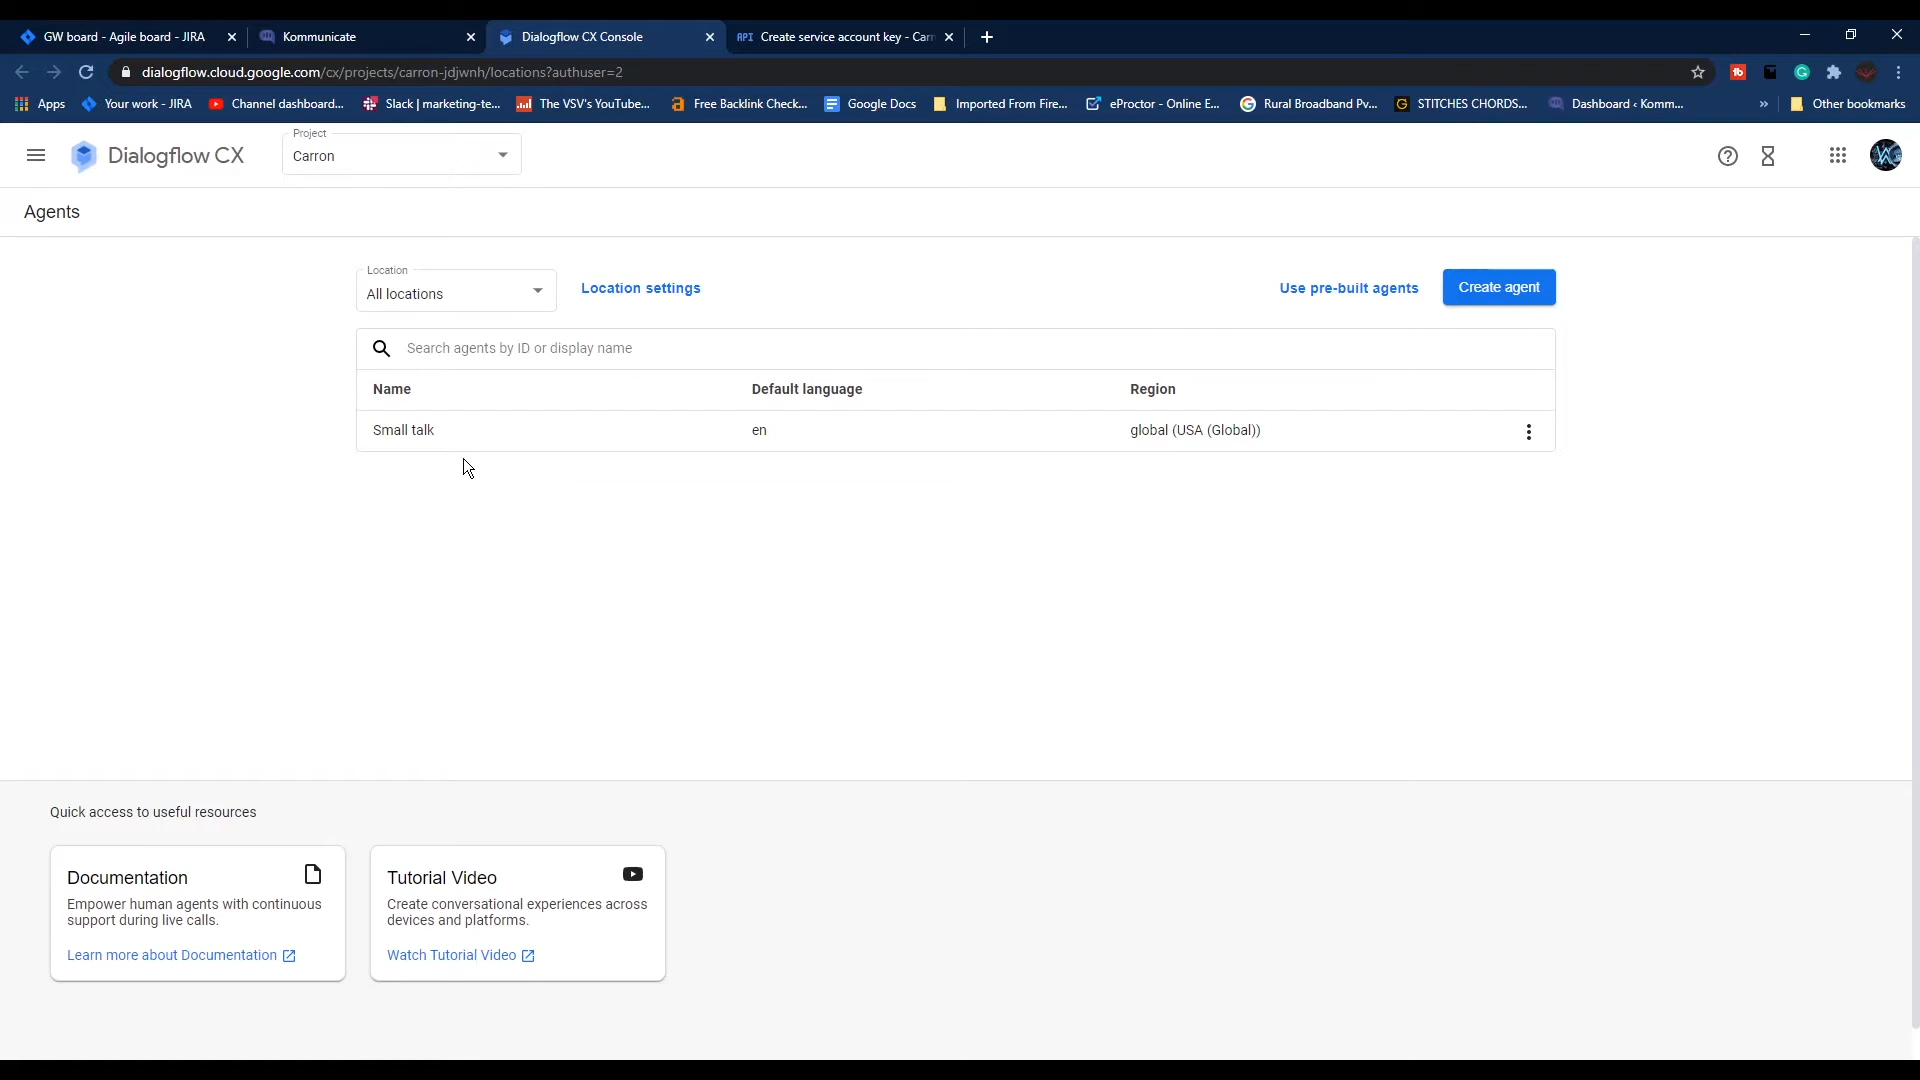 GW board - Agile board - JIRA
Kommunicate
Dialogflow CX Console
API Create service account key - Carr
dialogflow.cloud.google.com/cx/projects/carron-jdjwnh/locations?authuser=2
Apps
Your work - JIRA
Channel dashboard...
Slack | marketing-te...
The VSV's YouTube...
Free Backlink Check...
Google Docs
Imported From Fire...
eProctor - Online E...
Rural Broadband Pv...
STITCHES CHORDS...
Dashboard ‹ Komm...
»
Other bookmarks
Dialogflow CX
Project
Carron
Agents
Location
All locations
Location settings
Use pre-built agents
Create agent
Search agents by ID or display name
Name
Default language
Region
Small talk
en
global (USA (Global))
Quick access to useful resources
Documentation
Empower human agents with continuous
support during live calls.
Learn more about Documentation
Tutorial Video
Create conversational experiences across
devices and platforms.
Watch Tutorial Video